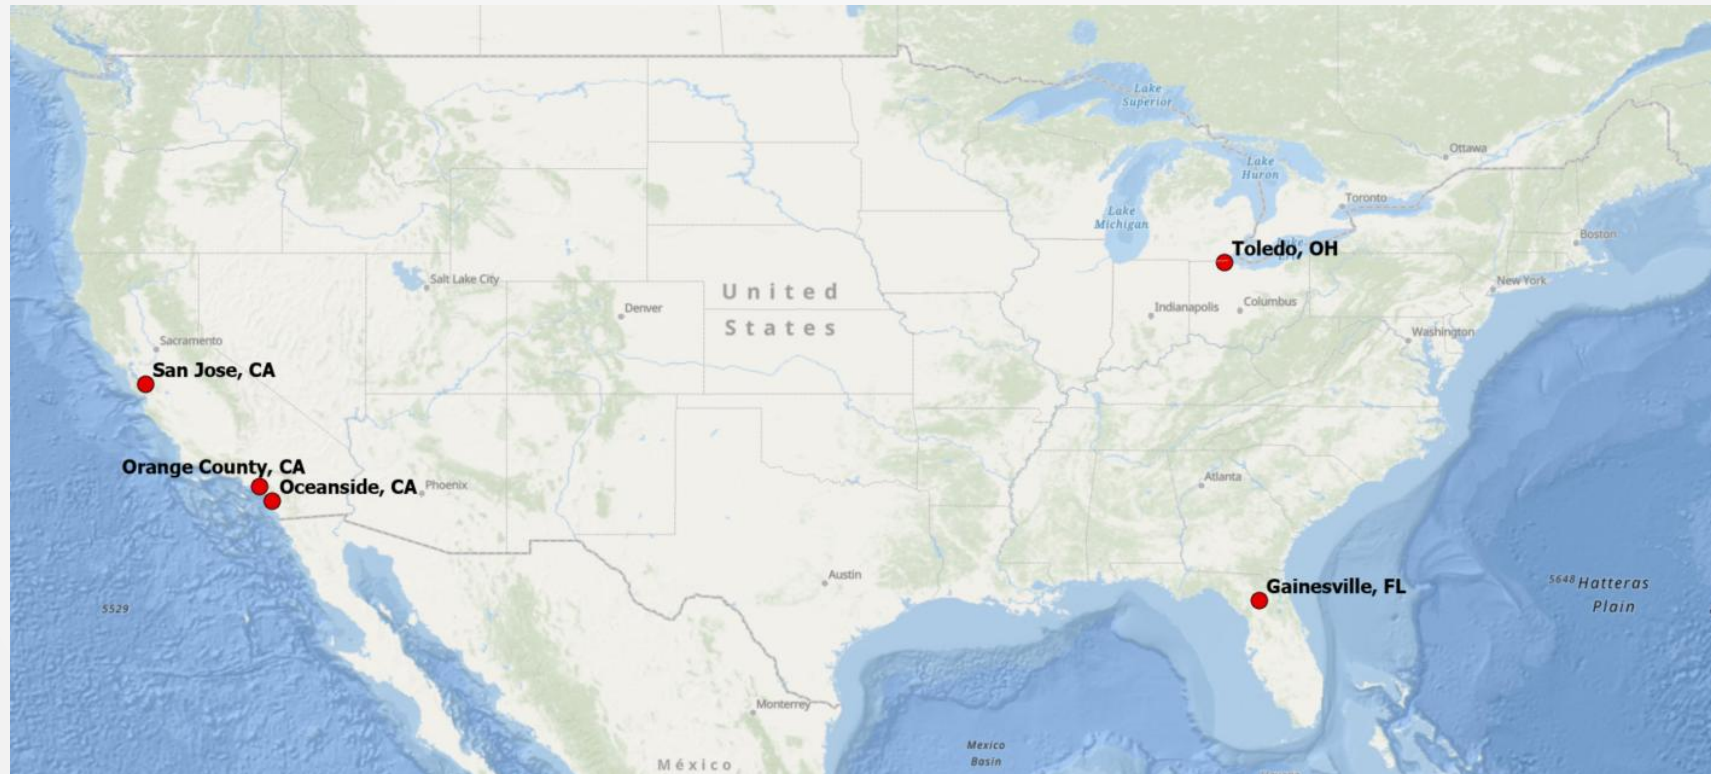 Lake
Superior
Ottawa
Lake
Huron
Toronto
Lake
Michigan
Boston
Toledo, OH
Lake
Salt Lake City
New York
United
States
Denver
Indianapolis
Columbus
Washington
Sacramento
San Jose, CA
Orange County, CA
Oceanside, CA
Phoenix
Atlanta
Austin
Gainesville, FL
5648
Hatteras
Plain
5529
Monterrey
Mexico
Basin
México